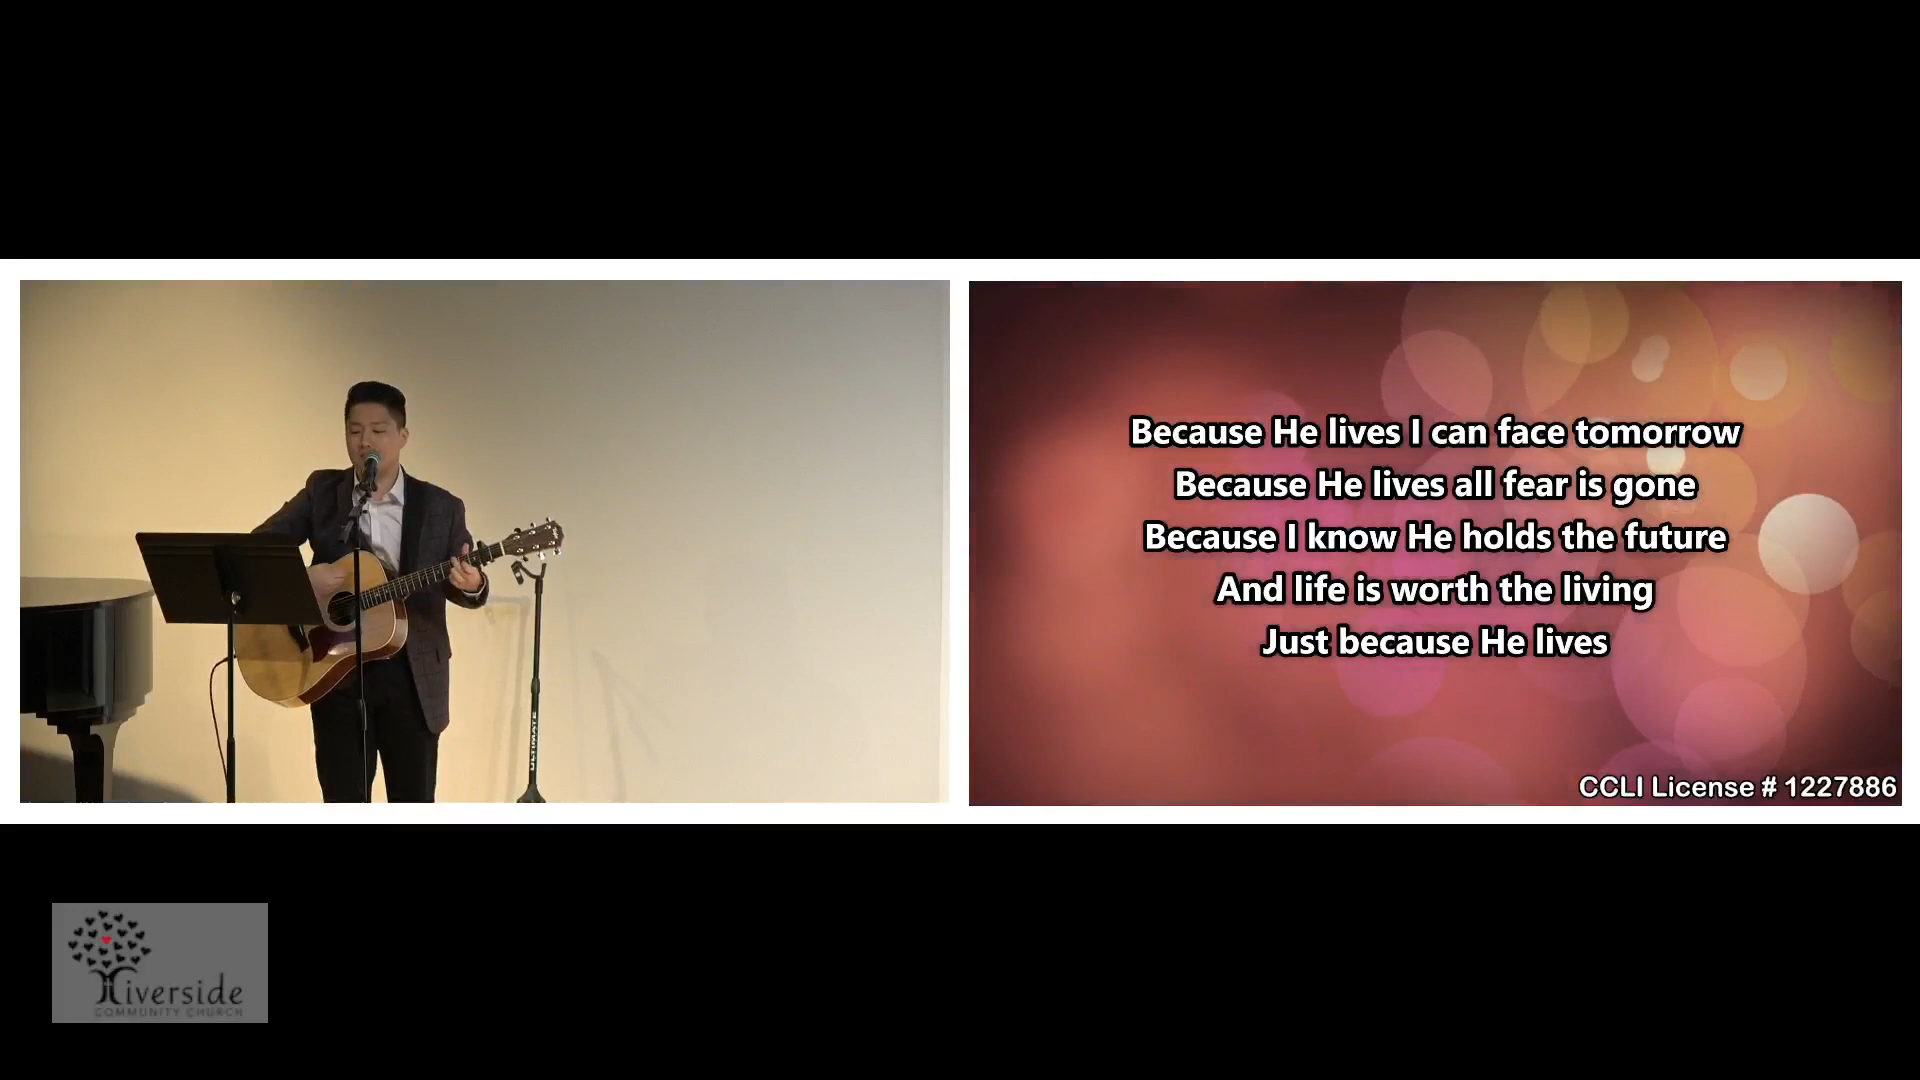 Because He lives I can face tomorrow
Because He lives all fear is gone
Because I know He holds the future
And life is worth the living
Just because He lives
CCLI License # 1227886
ULTIMATE
Riverside
COMMUNITY CHURCH